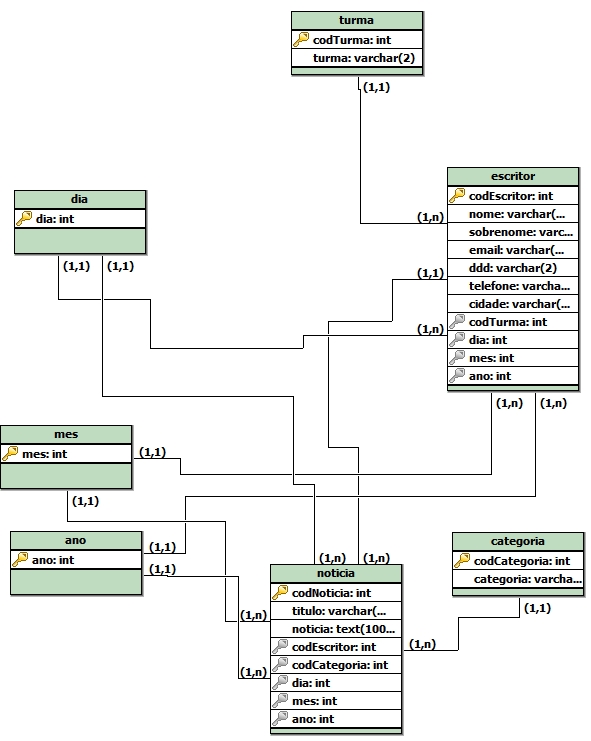 turma
codTurma: int
turma: varchar(2)
(1,1)
escritor
codEscritor: int
nome: varchar(...
sobrenome: varc...
email: varchar(...
ddd: varchar(2)
telefone: varcha...
cidade: varchar(...
codTurma: int
dia: int
mes: int
ano: int
(1,n)
(1,1)
(1,n)
(1,n)
(1,n)
dia
dia: int
(1,1)
(1,1)
mes
mes: int
(1,1)
(1,1)
ano
ano: int
(1,1)
(1,1)
categoria
codCategoria: int
categoria: varcha...
(1,1)
(1,n)
(1,n)
noticia
codNoticia: int
titulo: varchar(...
noticia: text(100...
codEscritor: int
codCategoria: int
dia: int
mes: int
ano: int
(1,n)
(1,n)
(1,n)